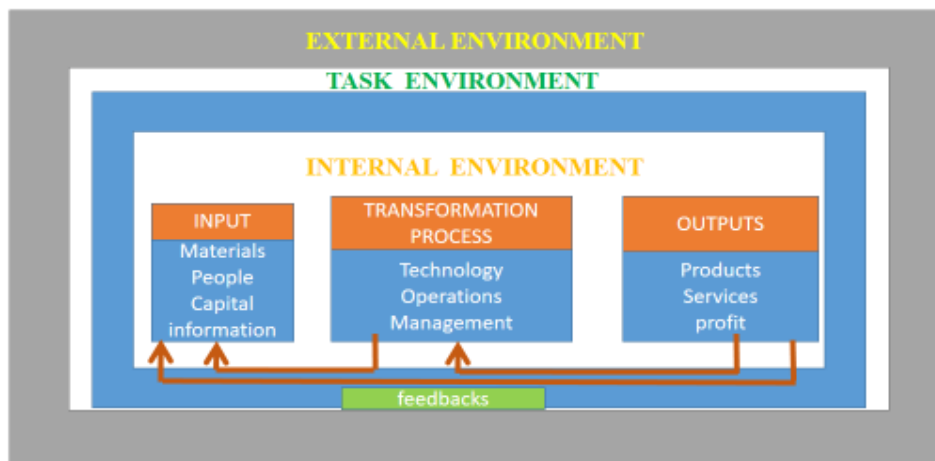 EXTERNAL ENVIRONMENT
TASK ENVIRONMENT
INTERNAL ENVIRONMENT
INPUT
Materials
People
Capital
information
TRANSFORMATION
PROCESS
Technology
Operations
Management
OUTPUTS
Products
Services
profit
feedbacks